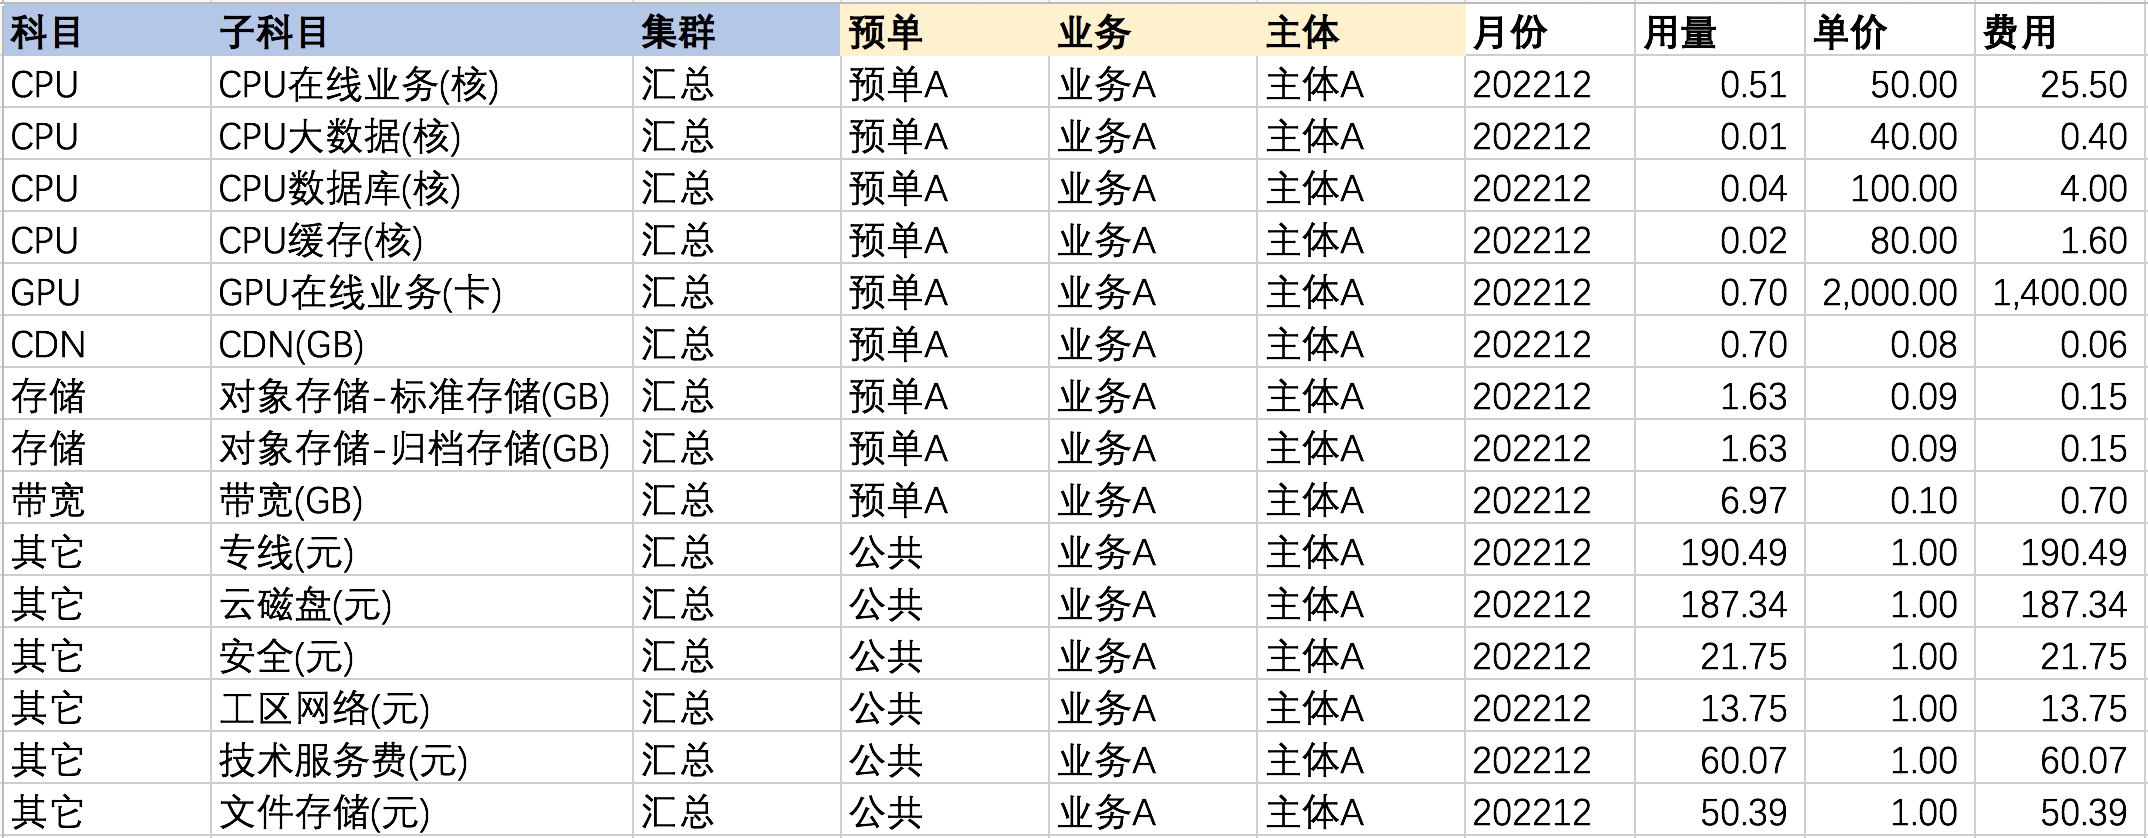 科目 子科目 集群 预单 业务 主体 月份 用量 单价 费用
CPU CPU在线业务(核) 汇总 预单A 业务A 主体A 202212 0.51 50.00 25.50
CPU CPU大数据(核) 汇总 预单A 业务A 主体A 202212 0.01 40.00 0.40
CPU CPU数据库(核) 汇总 预单A 业务A 主体A 202212 0.04 100.00 4.00
CPU CPU缓存(核) 汇总 预单A 业务A 主体A 202212 0.02 80.00 1.60
GPU GPU在线业务(卡) 汇总 预单A 业务A 主体A 202212 0.70 2,000.00 1,400.00
CDN CDN(GB) 汇总 预单A 业务A 主体A 202212 0.70 0.08 0.06
存储 对象存储-标准存储(GB) 汇总 预单A 业务A 主体A 202212 1.63 0.09 0.15
存储 对象存储-归档存储(GB) 汇总 预单A 业务A 主体A 202212 1.63 0.09 0.15
带宽 带宽(GB) 汇总 预单A 业务A 主体A 202212 6.97 0.10 0.70
其它 专线(元) 汇总 公共 业务A 主体A 202212 190.49 1.00 190.49
其它 云磁盘(元) 汇总 公共 业务A 主体A 202212 187.34 1.00 187.34
其它 安全(元) 汇总 公共 业务A 主体A 202212 21.75 1.00 21.75
其它 工区网络(元) 汇总 公共 业务A 主体A 202212 13.75 1.00 13.75
其它 技术服务费(元) 汇总 公共 业务A 主体A 202212 60.07 1.00 60.07
其它 文件存储(元) 汇总 公共 业务A 主体A 202212 50.39 1.00 50.39